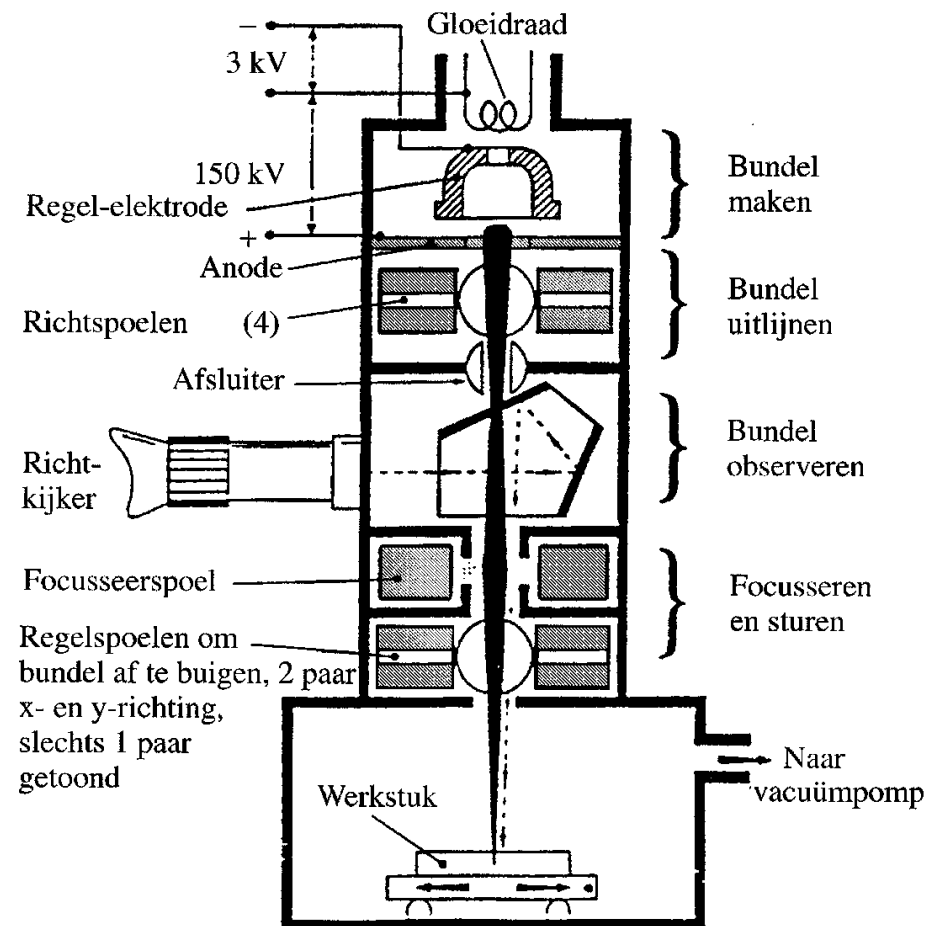 Gloeidraad
−
3 kV
150 kV
Regel-elektrode
+
Anode
Richtspoelen (4)
Afsluiter
Richt-
kijker
Focusseerspoel
Regelspoelen om
bundel af te buigen, 2 paar
x- en y-richting,
slechts 1 paar
getoond
Werkstuk
Bundel
maken
Bundel
uitlijnen
Bundel
observeren
Focusseren
en sturen
Naar
vacuümpomp